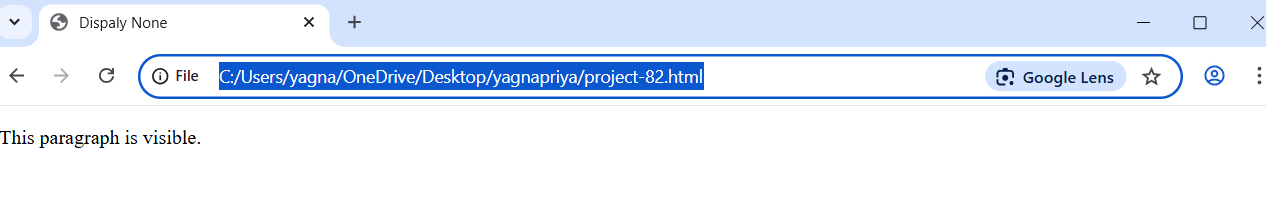 Dispaly None
File C:/Users/yagna/OneDrive/Desktop/yagnapriya/project-82.html Google Lens
This paragraph is visible.